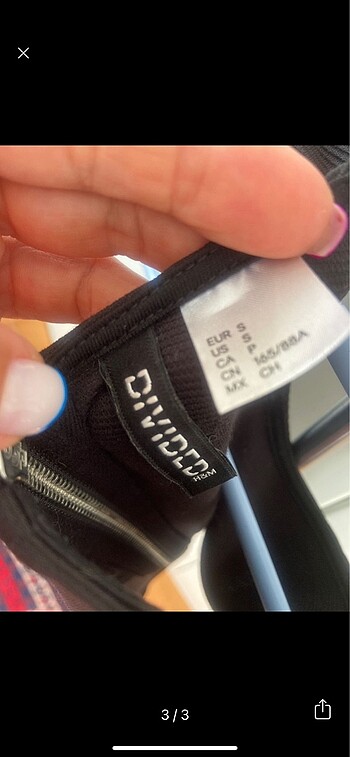 EUR S
US S
CA P
CN 165/88A
MX CH
DIVIDED
H&M
3/3